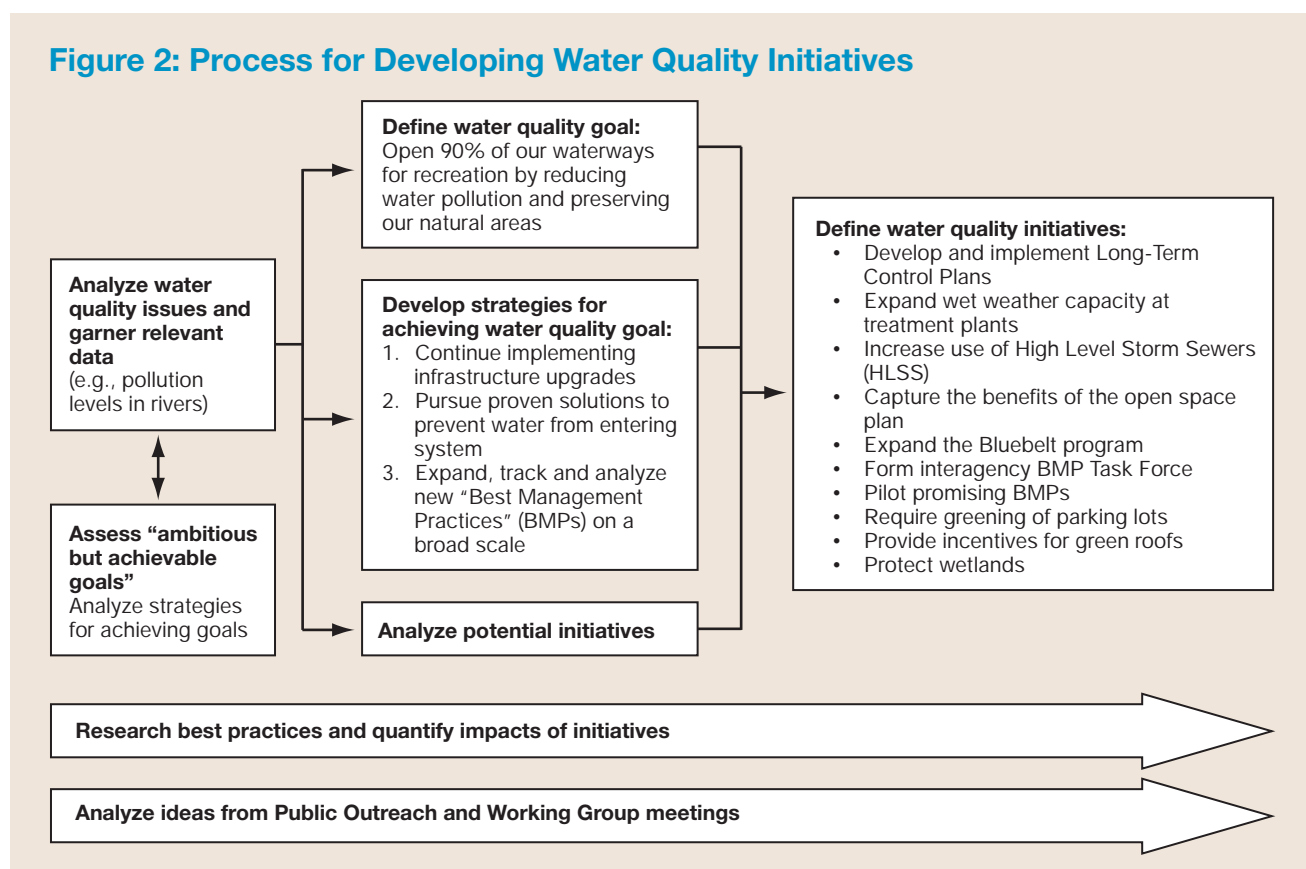 Figure 2: Process for Developing Water Quality Initiatives
Analyze water
quality issues and
garner relevant
data
(e.g., pollution
levels in rivers)
Assess “ambitious
but achievable
goals”
Analyze strategies
for achieving goals
Define water quality goal:
Open 90% of our waterways
for recreation by reducing
water pollution and preserving
our natural areas
Develop strategies for
achieving water quality goal:
1. Continue implementing
infrastructure upgrades
2. Pursue proven solutions to
prevent water from entering
system
3. Expand, track and analyze
new “Best Management
Practices” (BMPs) on a
broad scale
Analyze potential initiatives
Define water quality initiatives:
• Develop and implement Long-Term
Control Plans
• Expand wet weather capacity at
treatment plants
• Increase use of High Level Storm Sewers
(HLSS)
• Capture the benefits of the open space
plan
• Expand the Bluebelt program
• Form interagency BMP Task Force
• Pilot promising BMPs
• Require greening of parking lots
• Provide incentives for green roofs
• Protect wetlands
Research best practices and quantify impacts of initiatives
Analyze ideas from Public Outreach and Working Group meetings